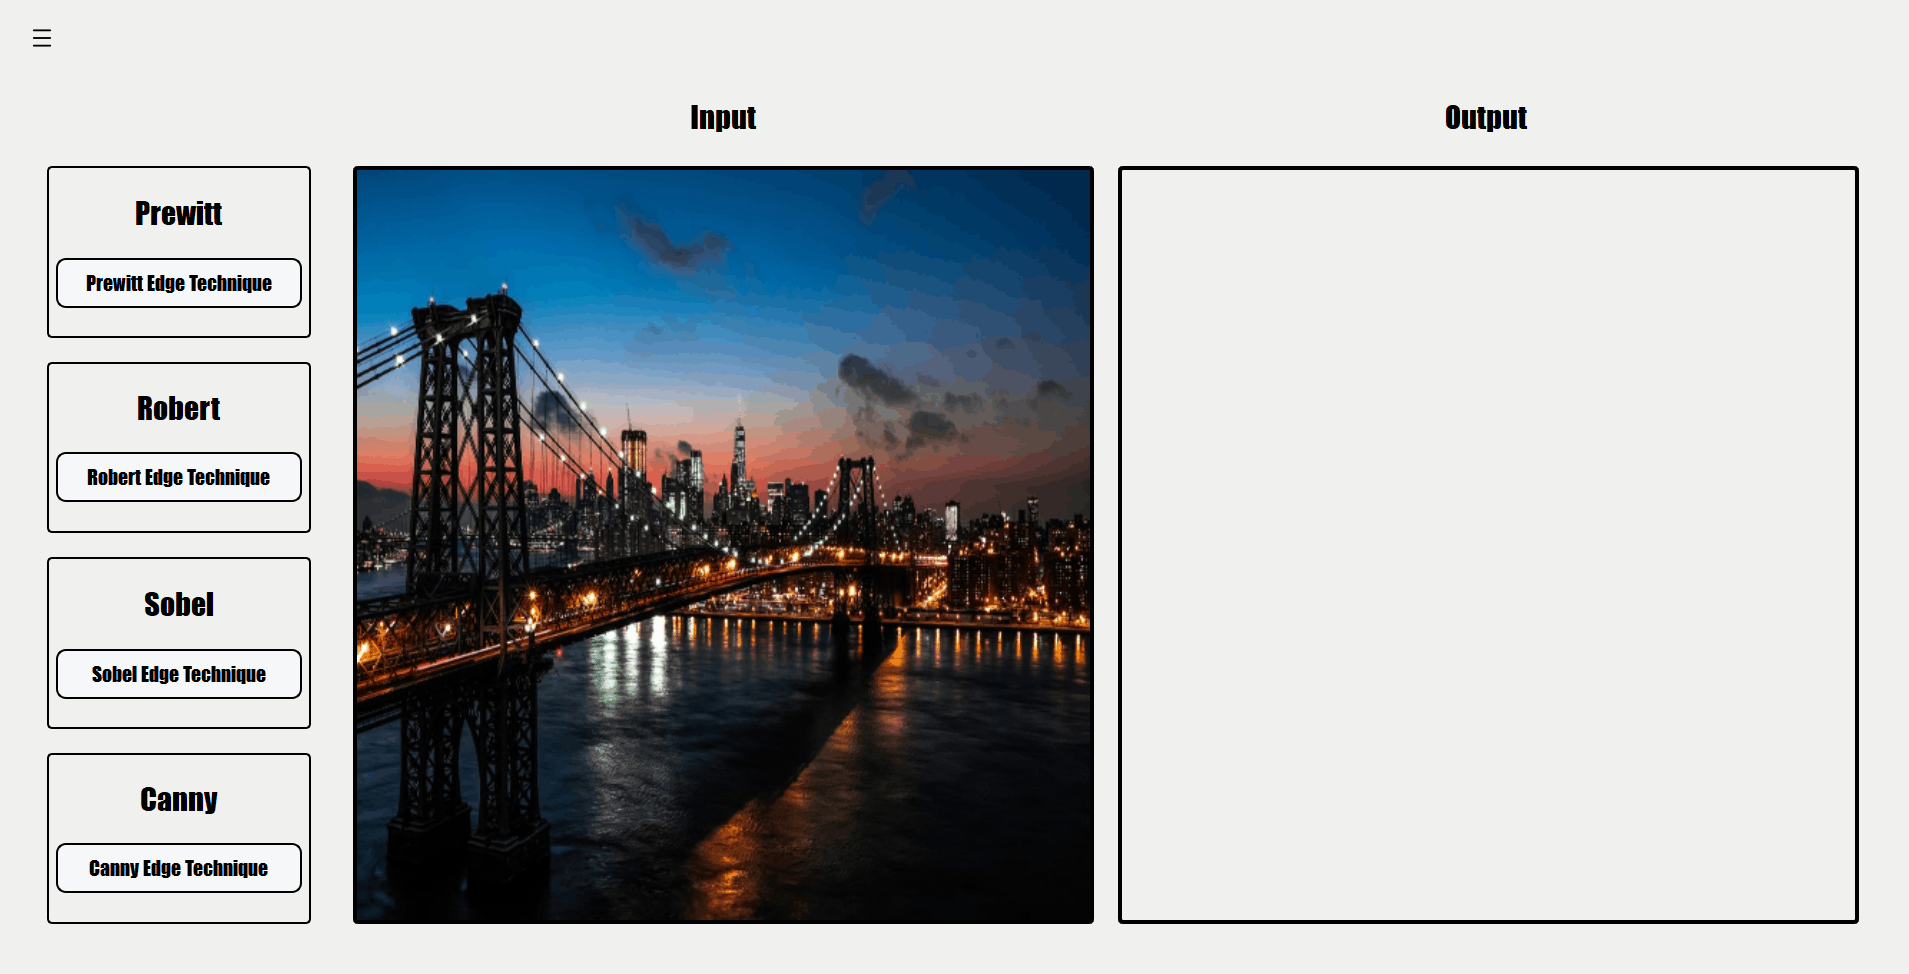 Input
Output
Prewitt
Prewitt Edge Technique
Robert
Robert Edge Technique
Sobel
Sobel Edge Technique
Canny
Canny Edge Technique